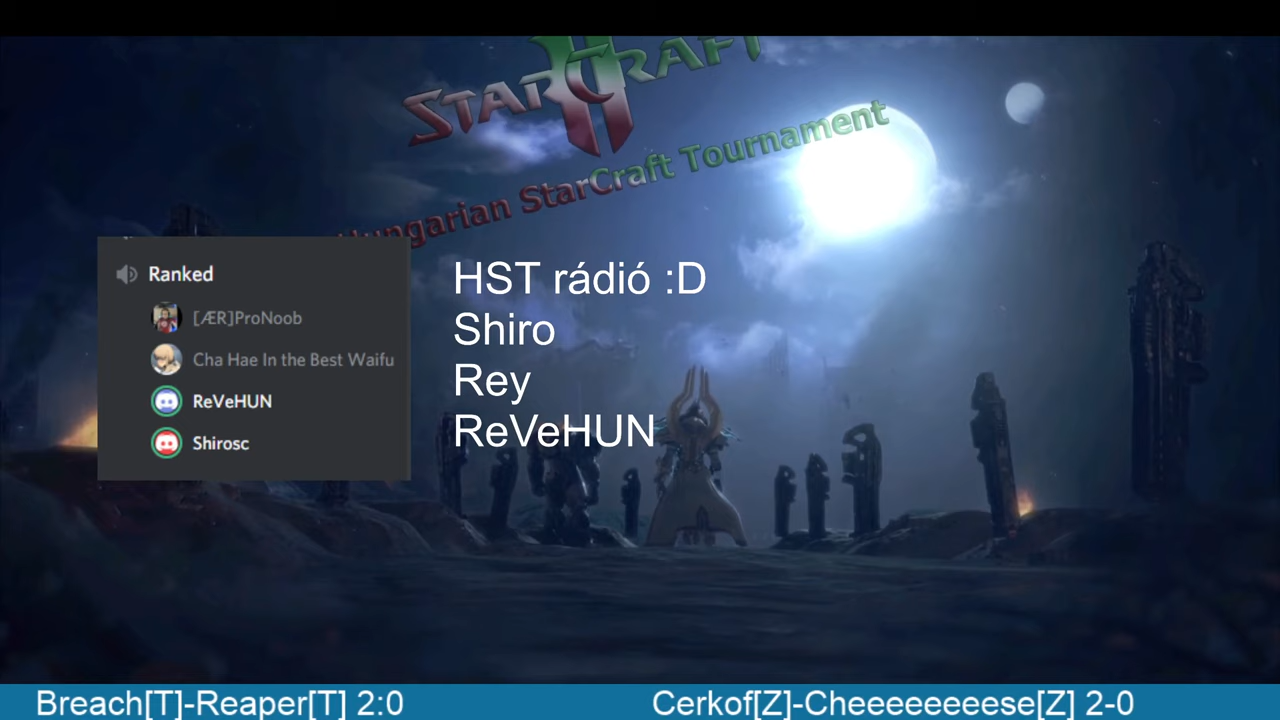 STARCRAFT
II
Hungarian StarCraft Tournament
Ranked
[ÆR]ProNoob
Cha Hae In the Best Waifu
ReVeHUN
Shirosc
HST rádió :D
Shiro
Rey
ReVeHUN
Breach[T]-Reaper[T] 2:0
Cerkof[Z]-Cheeeeeeeese[Z] 2-0